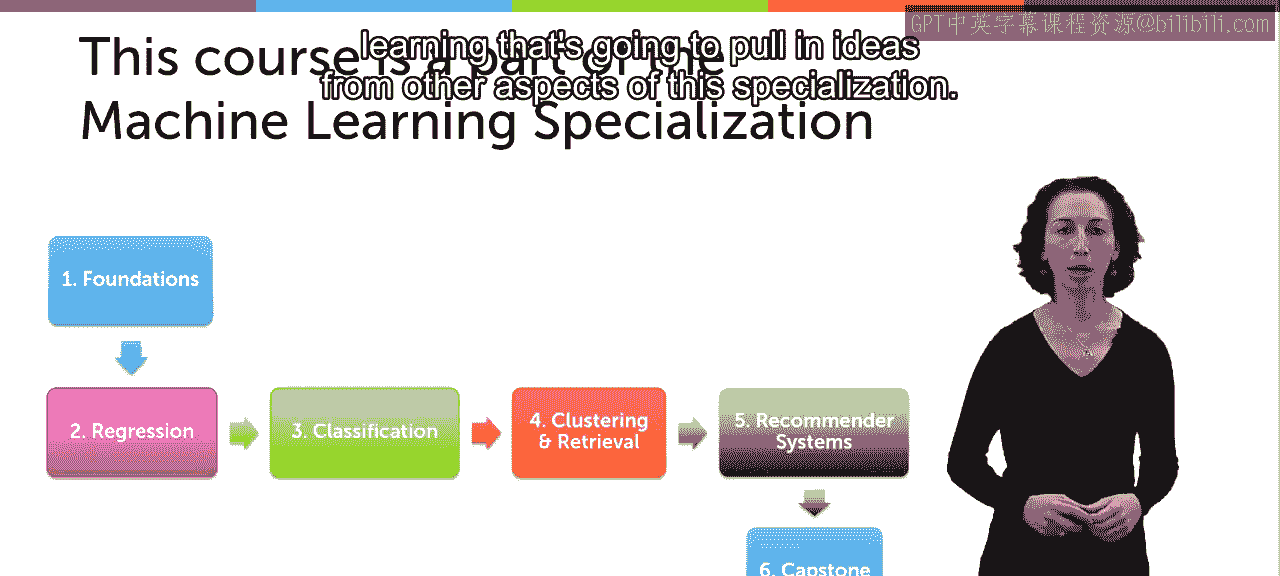 GPT中英字幕课程资源@bilibili.com
This course is a part of the
learning that's going to pull in ideas
from other aspects of this specialization.
Machine Learning Specialization
1. Foundations
2. Regression
3. Classification
4. Clustering
& Retrieval
5. Recommender
Systems
6. Capstone